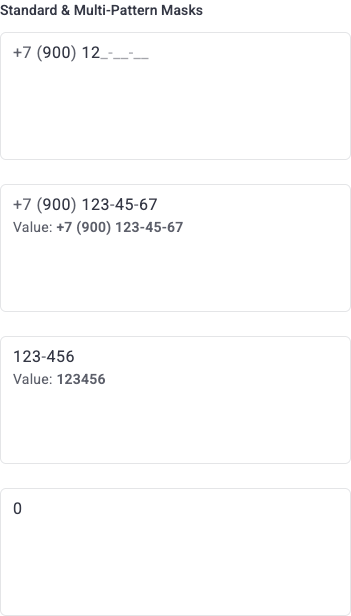 Standard & Multi-Pattern Masks
+7 (900) 12_-__-__
+7 (900) 123-45-67
Value: +7 (900) 123-45-67
123-456
Value: 123456
0